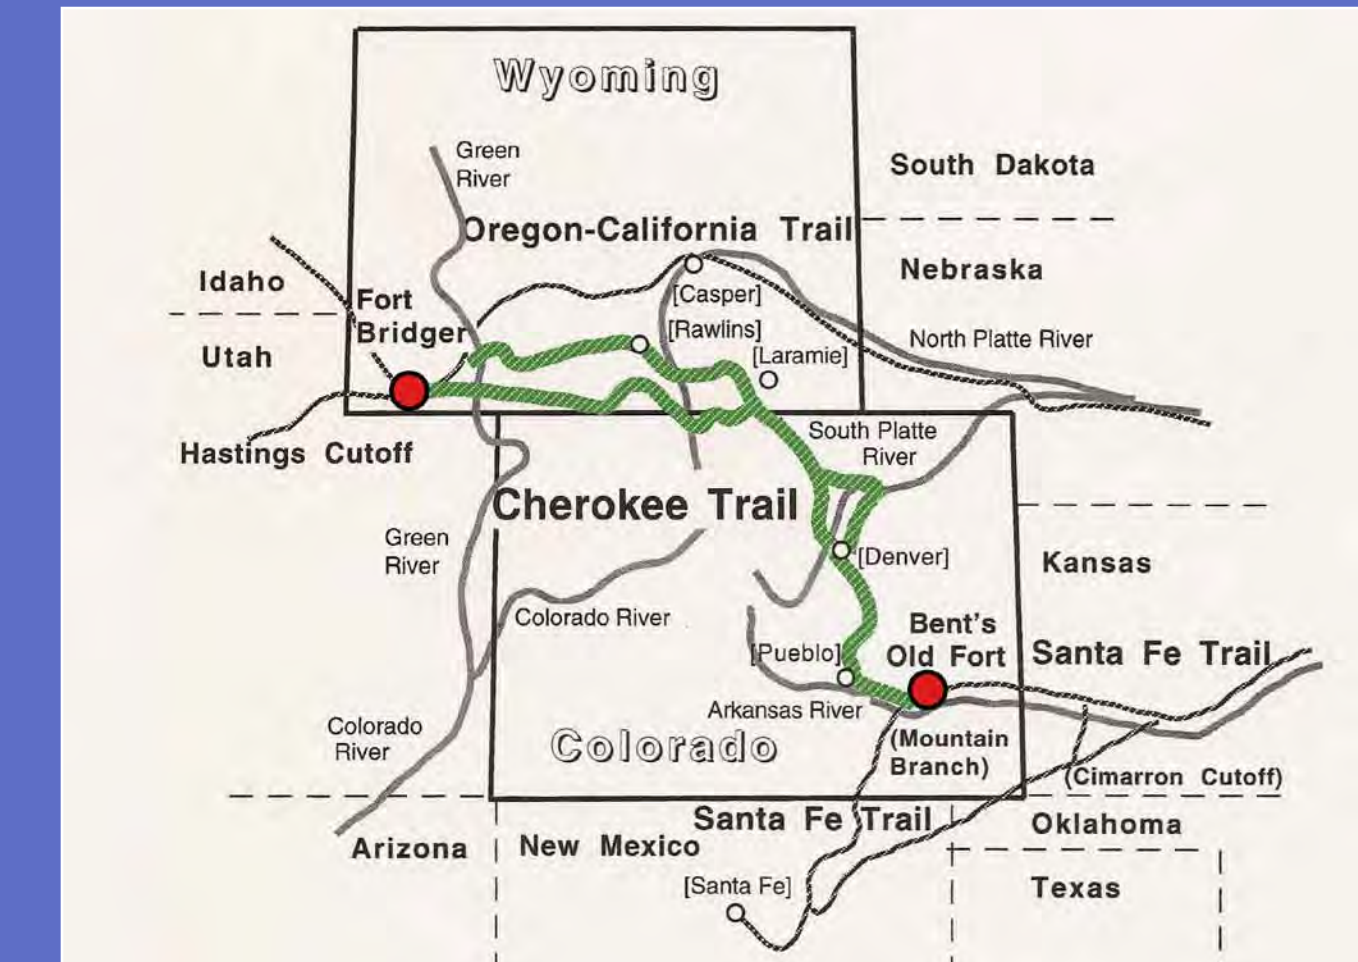 Wyoming
Green
River
South Dakota
Oregon-California Trail
Nebraska
Idaho
Fort
Bridger
[Casper]
[Rawlins]
North Platte River
[Laramie]
Utah
South Platte
River
Hastings Cutoff
Cherokee Trail
Green
River
[Denver]
Kansas
Colorado River
Bent's
Old Fort
Santa Fe Trail
[Pueblo]
Arkansas River
Colorado
River
Colorado
(Mountain
Branch)
(Cimarron Cutoff)
Santa Fe Trail
Oklahoma
Arizona
New Mexico
[Santa Fe]
Texas